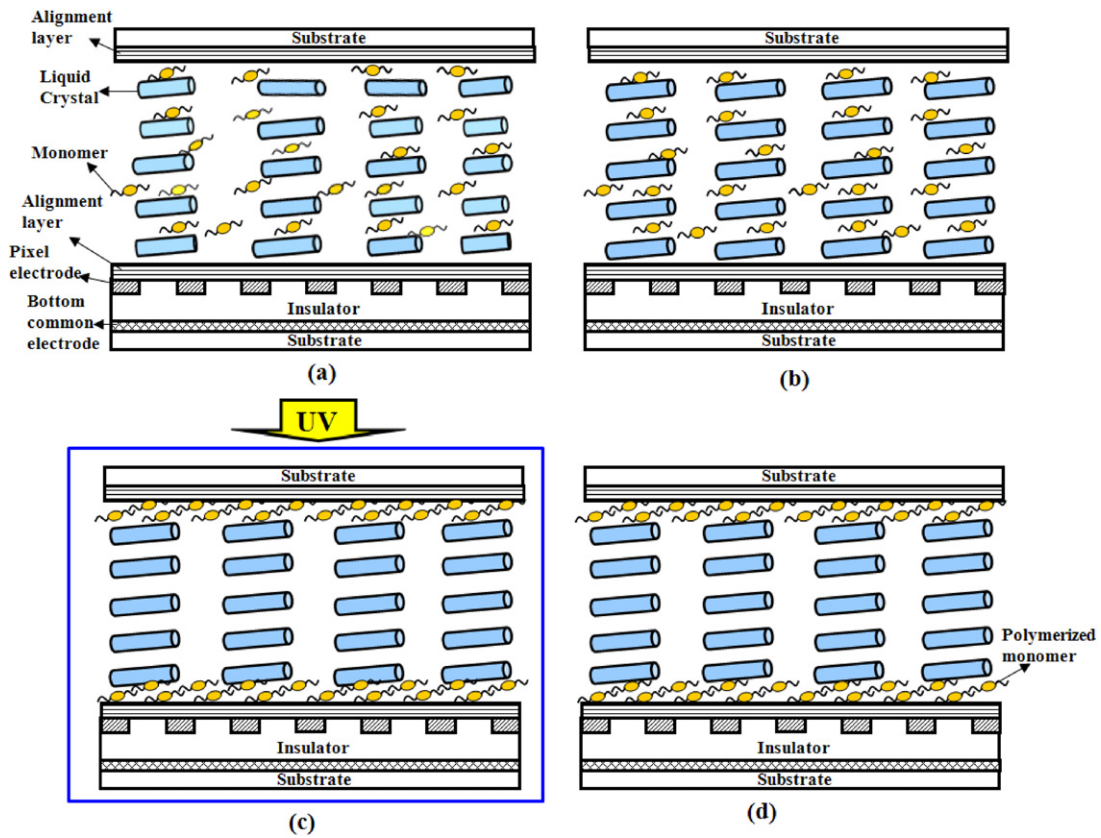 Alignment
layer
Substrate
Liquid
Crystal
Monomer
Alignment
layer
Pixel
electrode
Bottom
common
electrode
Insulator
Substrate
(a)
Substrate
Insulator
Substrate
(b)
UV
Substrate
Insulator
Substrate
(c)
Substrate
Polymerized
monomer
Insulator
Substrate
(d)